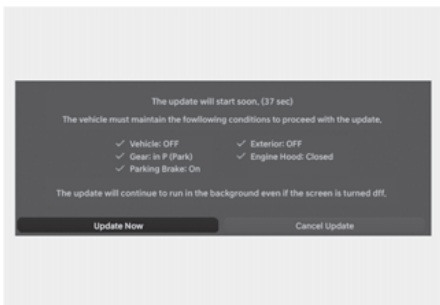 The update will start soon, (37 sec)
The vehicle must maintain the fowllowing conditions to proceed with the update,
✓ Vehicle: OFF
✓ Exterior: OFF
✓ Gear: in P (Park)
✓ Engine Hood: Closed
✓ Parking Brake: On
The update will continue to run in the background even if the screen is turned dff,
Update Now
Cancel Update